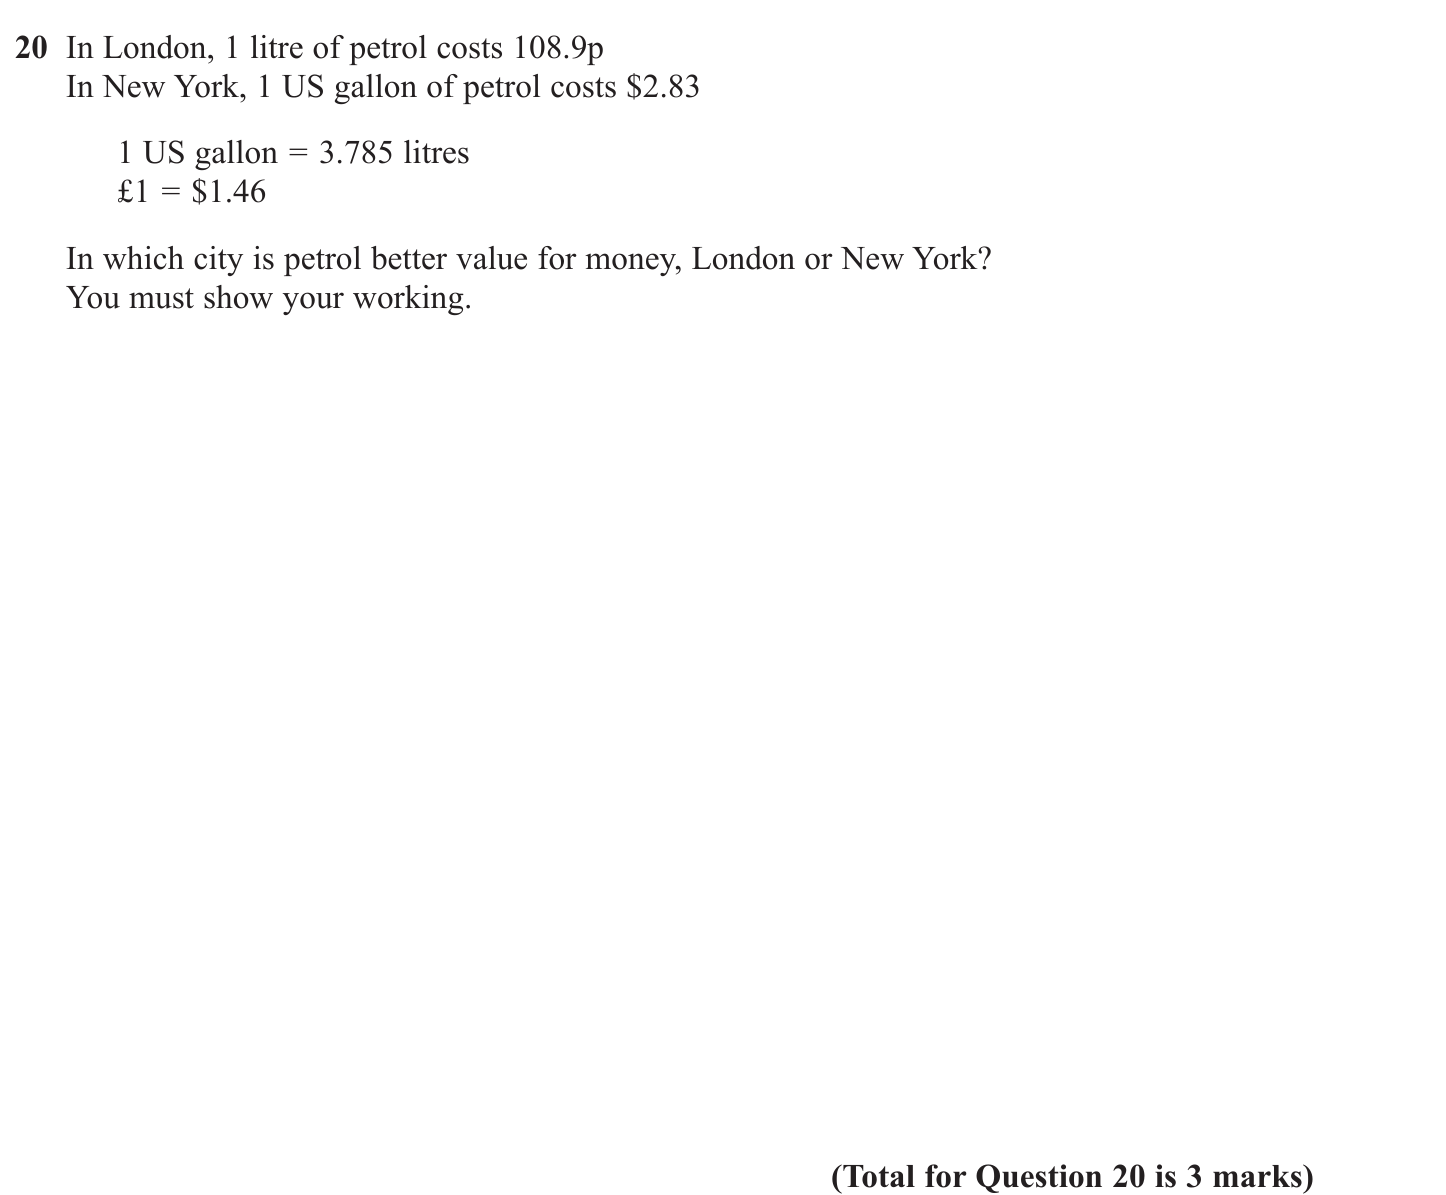 20 In London, 1 litre of petrol costs 108.9p
In New York, 1 US gallon of petrol costs $2.83
1 US gallon = 3.785 litres
£1 = $1.46
In which city is petrol better value for money, London or New York?
You must show your working.
(Total for Question 20 is 3 marks)